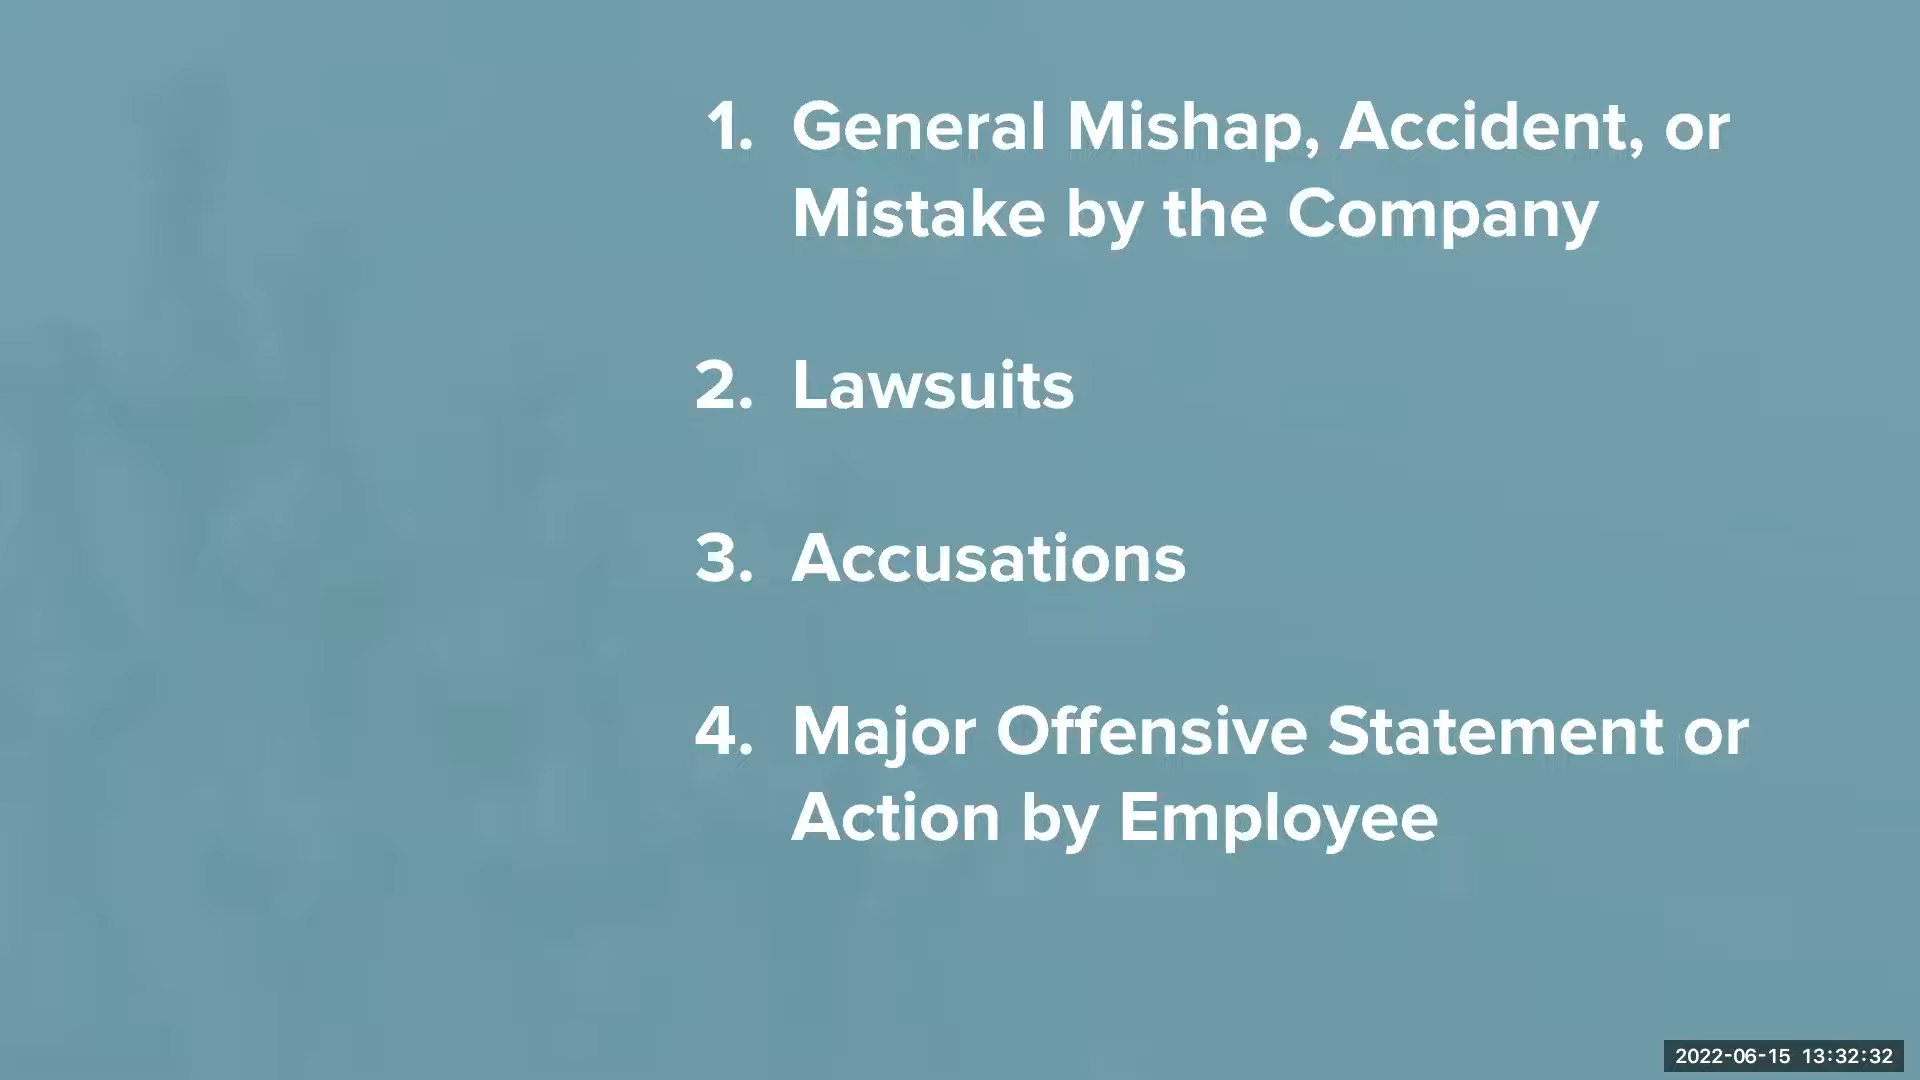 1. General Mishap, Accident, or
Mistake by the Company
2. Lawsuits
3. Accusations
4. Major Offensive Statement or
Action by Employee
2022-06-15 13:32:32